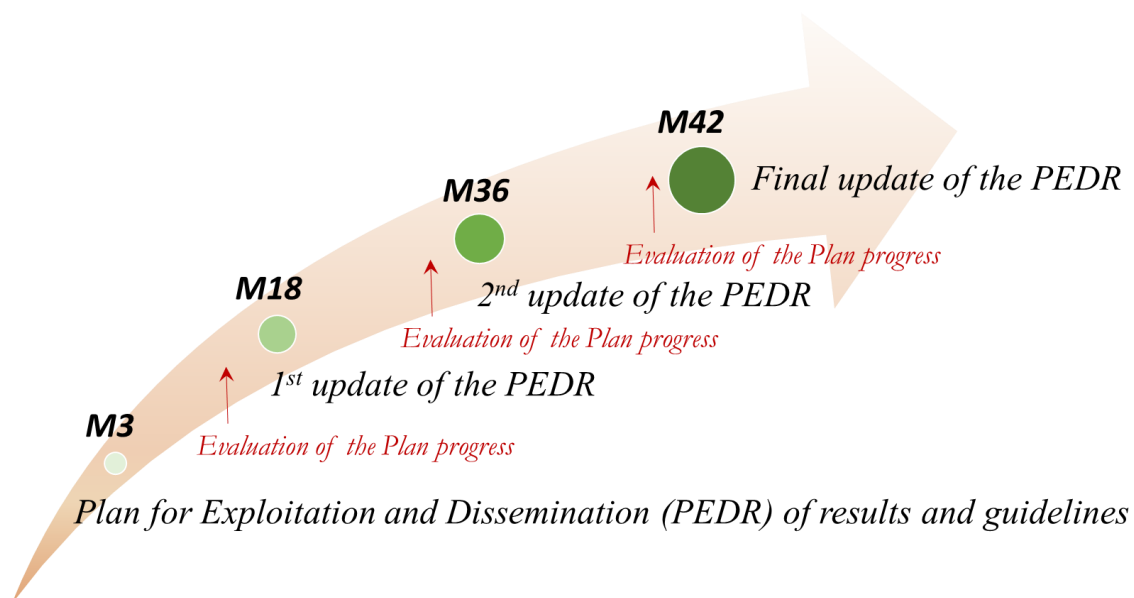 M42
Final update of the PEDR
M36
Evaluation of the Plan progress
2nd update of the PEDR
M18
Evaluation of the Plan progress
1st update of the PEDR
M3
Evaluation of the Plan progress
Plan for Exploitation and Dissemination (PEDR) of results and guidelines